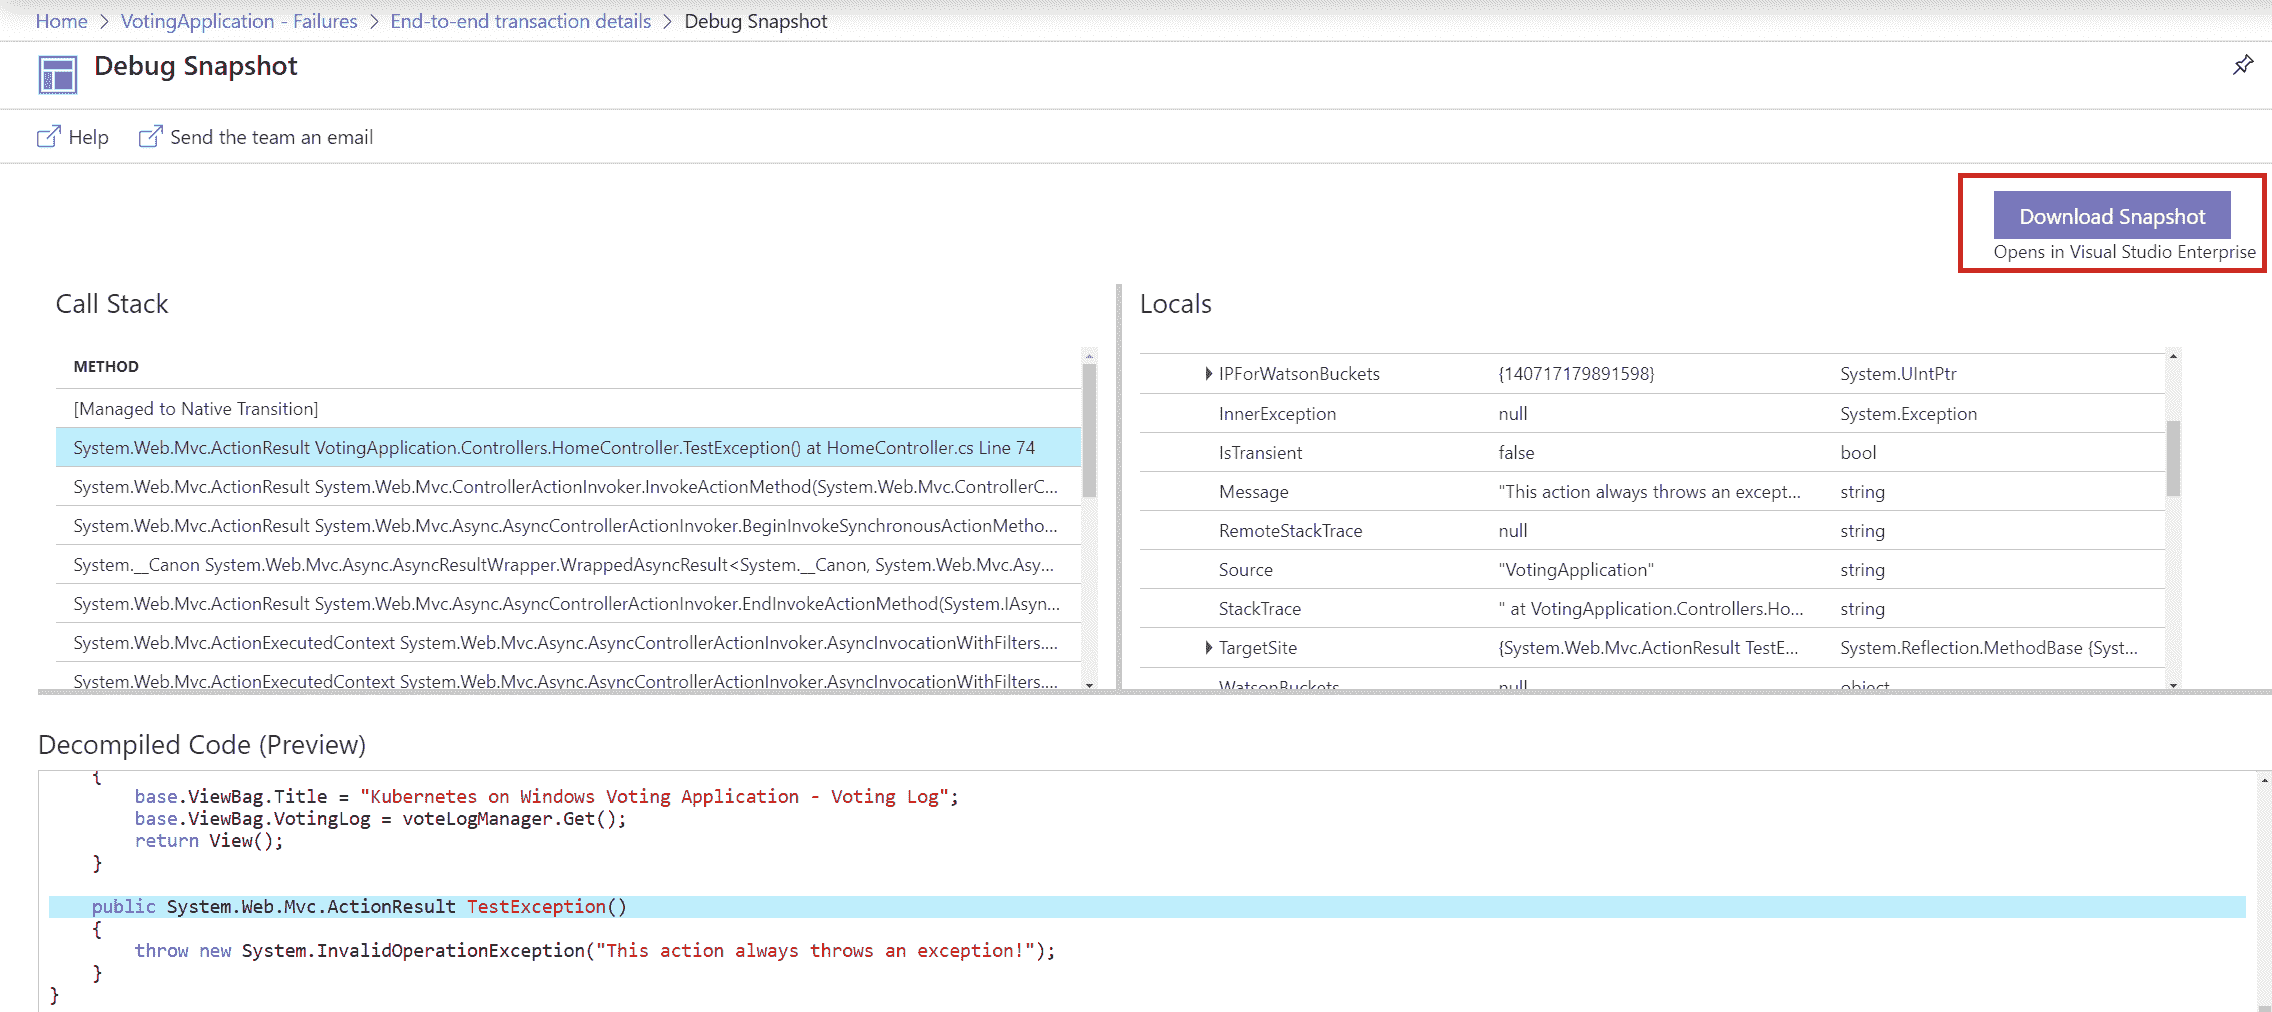 Home > VotingApplication - Failures > End-to-end transaction details > Debug Snapshot
Debug Snapshot
Help Send the team an email
Download Snapshot
Opens in Visual Studio Enterprise
Call Stack
METHOD
[Managed to Native Transition]
System.Web.Mvc.ActionResult VotingApplication.Controllers.HomeController.TestException() at HomeController.cs Line 74
System.Web.Mvc.ActionResult System.Web.Mvc.ControllerActionInvoker.InvokeActionMethod(System.Web.Mvc.ControllerC...
System.Web.Mvc.ActionResult System.Web.Mvc.Async.AsyncControllerActionInvoker.BeginInvokeSynchronousActionMetho...
System.__Canon System.Web.Mvc.Async.AsyncResultWrapper.WrappedAsyncResult<System.__Canon, System.Web.Mvc.Asy...
System.Web.Mvc.ActionResult System.Web.Mvc.Async.AsyncControllerActionInvoker.EndInvokeActionMethod(System.IAsyn...
System.Web.Mvc.ActionExecutedContext System.Web.Mvc.Async.AsyncControllerActionInvoker.AsyncInvocationWithFilters....
System.Web.Mvc.ActionExecutedContext System.Web.Mvc.Async.AsyncControllerActionInvoker.AsyncInvocationWithFilters....
Locals
IPForWatsonBuckets {140717179891598} System.UIntPtr
InnerException null System.Exception
IsTransient false bool
Message "This action always throws an except... string
RemoteStackTrace null string
Source "VotingApplication" string
StackTrace " at VotingApplication.Controllers.Ho... string
TargetSite {System.Web.Mvc.ActionResult TestE... System.Reflection.MethodBase {Syst...
WatsonBuckets null object
Decompiled Code (Preview)
{
base.ViewBag.Title = "Kubernetes on Windows Voting Application - Voting Log";
base.ViewBag.VotingLog = voteLogManager.Get();
return View();
}
public System.Web.Mvc.ActionResult TestException()
{
throw new System.InvalidOperationException("This action always throws an exception!");
}
}